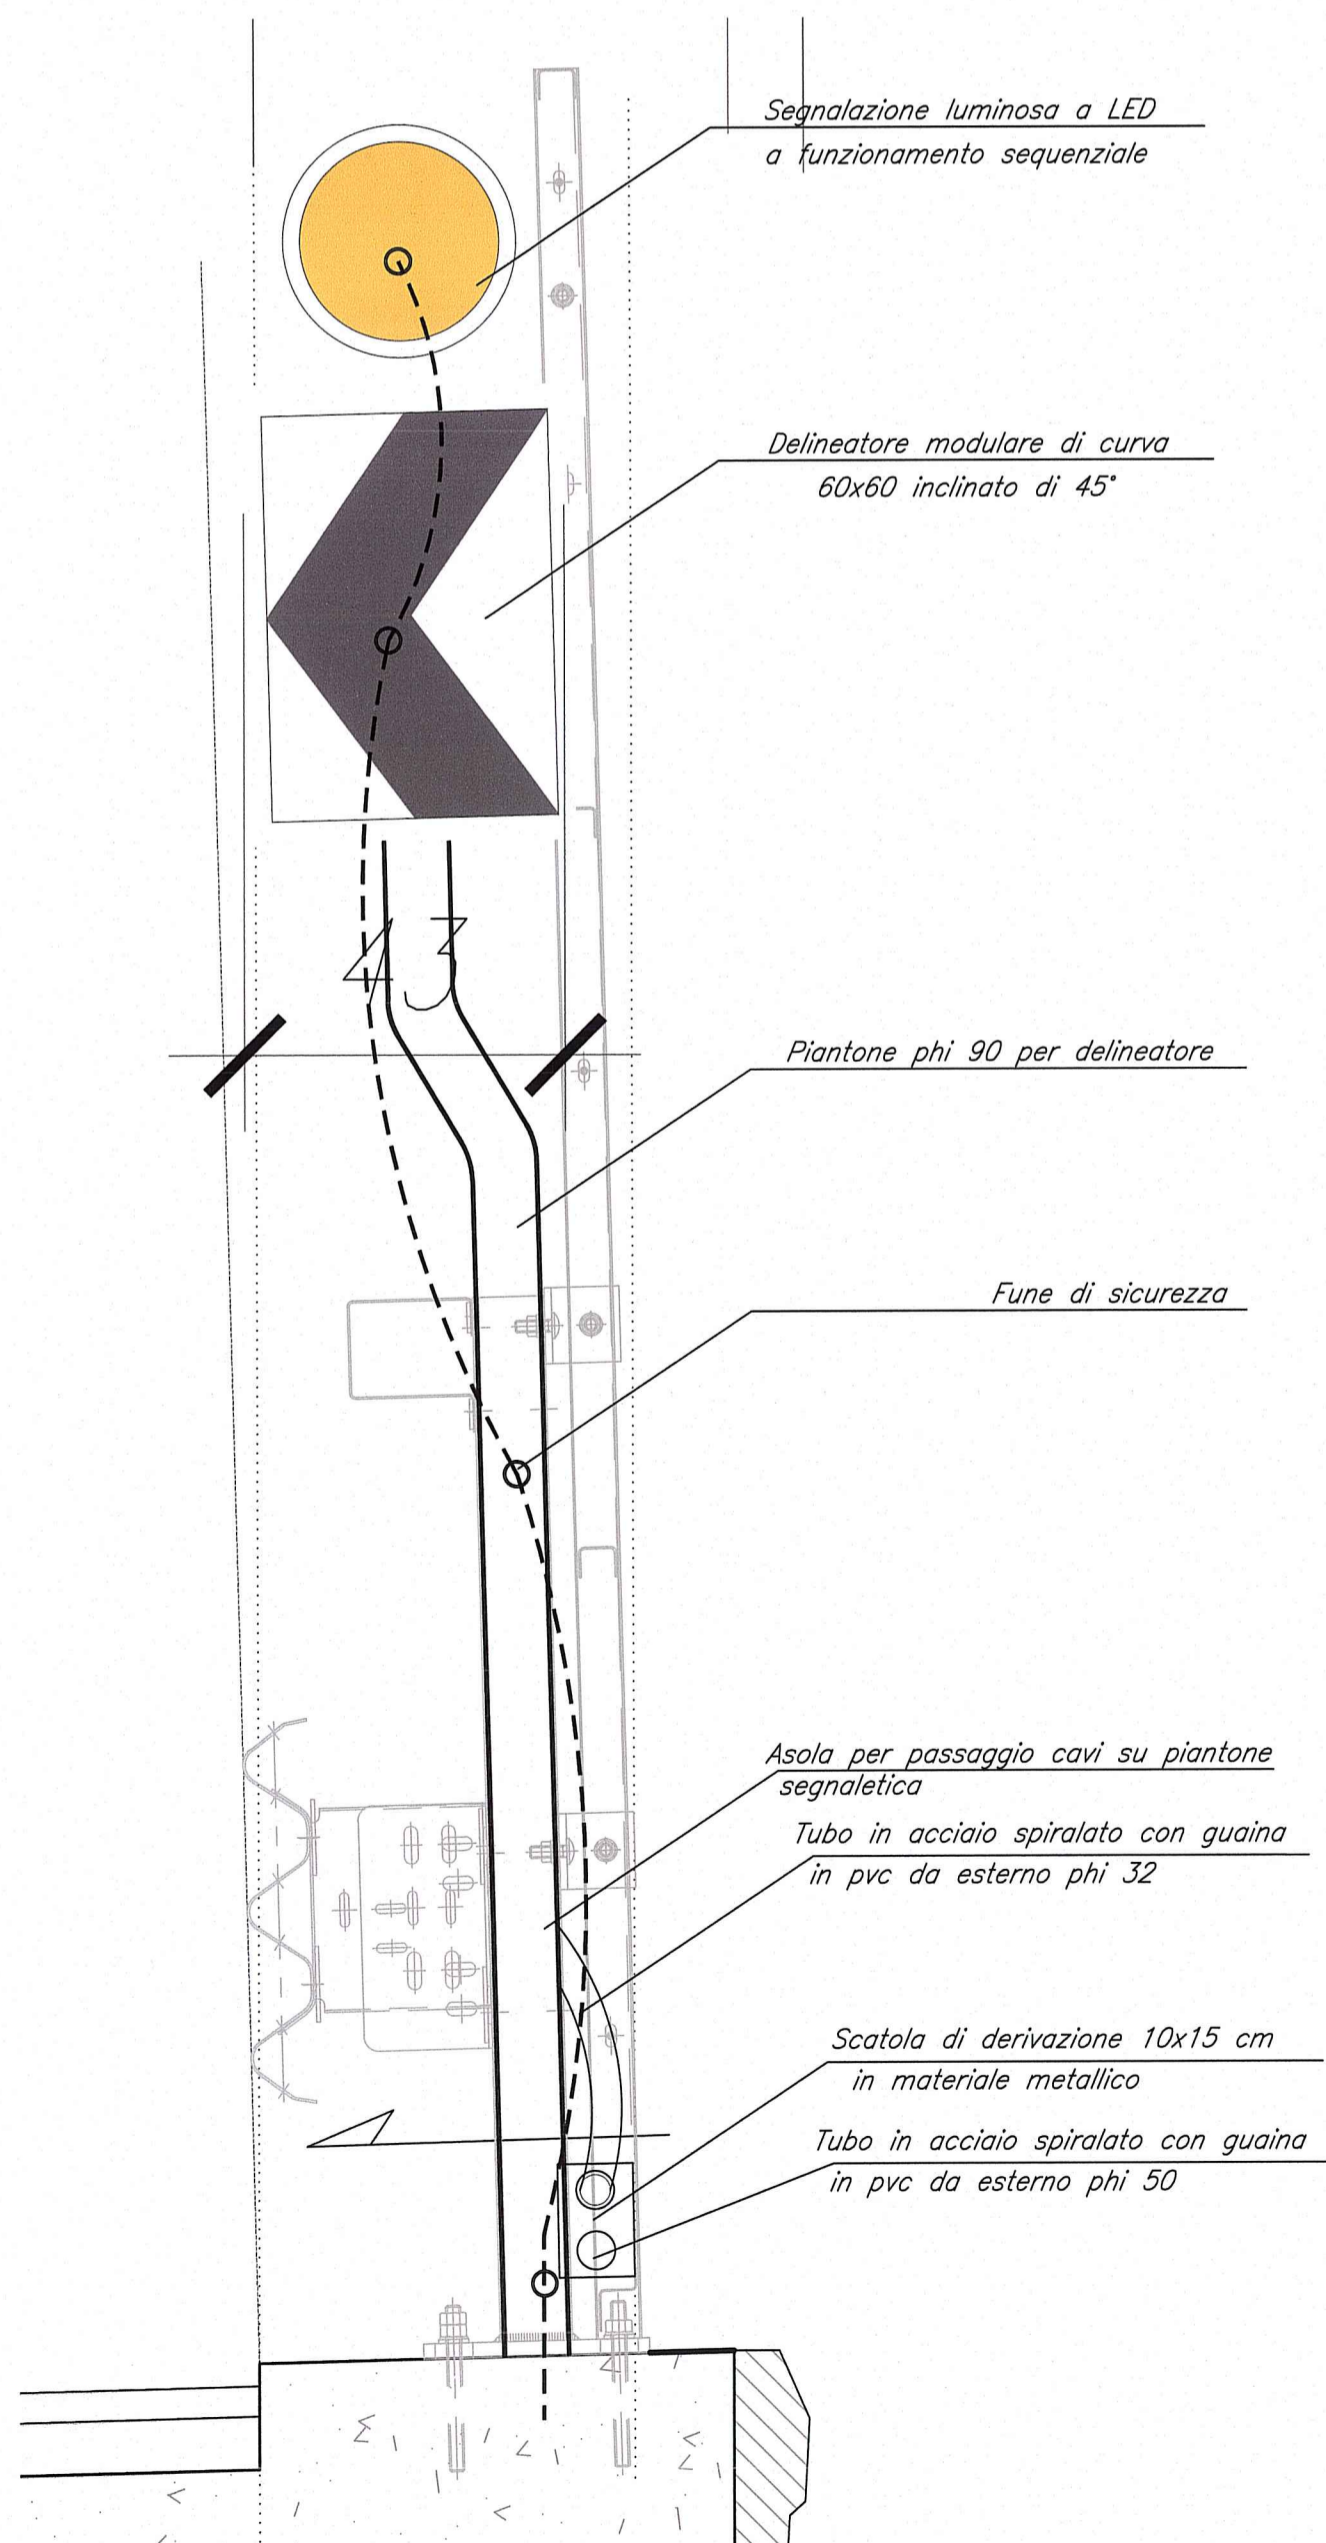 Segnalazione luminosa a LED
a funzionamento sequenziale
Delineatore modulare di curva
60x60 inclinato di 45°
Piantone phi 90 per delineatore
Fune di sicurezza
Asola per passaggio cavi su piantone
segnaletica
Tubo in acciaio spiralato con guaina
in pvc da esterno phi 32
Scatola di derivazione 10x15 cm
in materiale metallico
Tubo in acciaio spiralato con guaina
in pvc da esterno phi 50